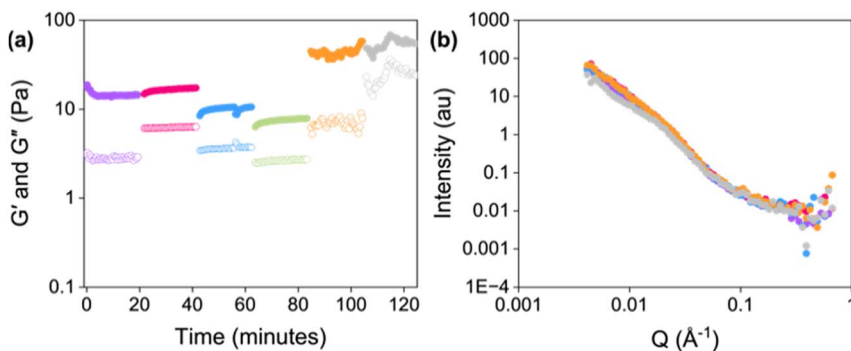 (a)
G′ and G″ (Pa)
100
10
1
0.1
0 20 40 60 80 100 120
Time (minutes)
(b)
Intensity (au)
1000
100
10
1
0.1
0.01
0.001
1E−4
0.001 0.01 0.1 1
Q (Å⁻¹)